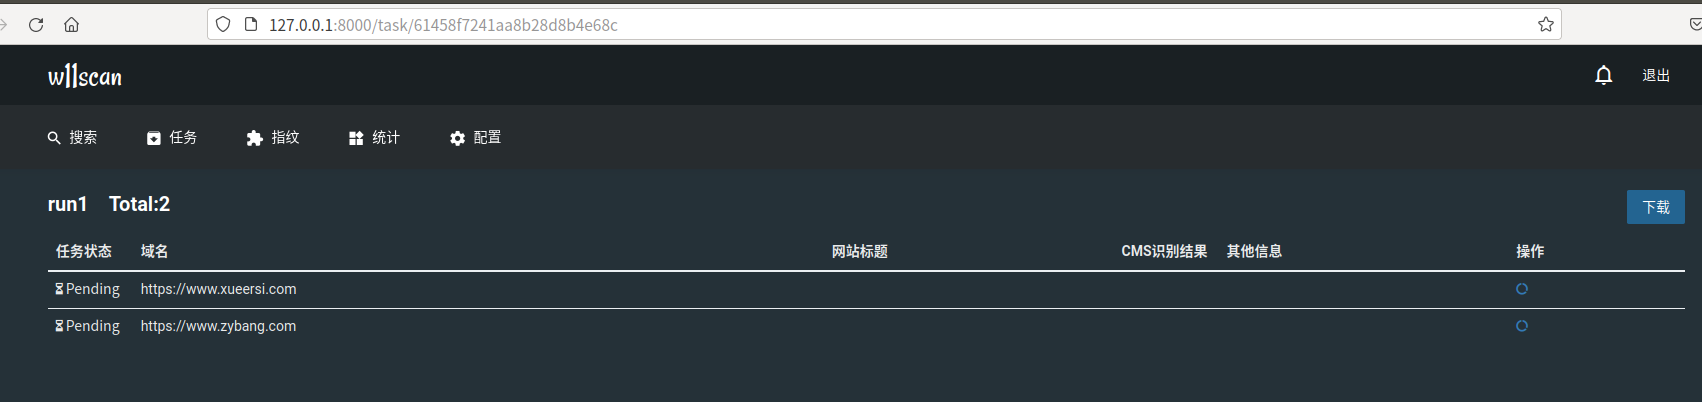 127.0.0.1:8000/task/61458f7241aa8b28d8b4e68c
w11scan 退出
搜索 任务 指纹 统计 配置
run1 Total:2 下载
任务状态 域名 网站标题 CMS识别结果 其他信息 操作
Pending https://www.xueersi.com
Pending https://www.zybang.com